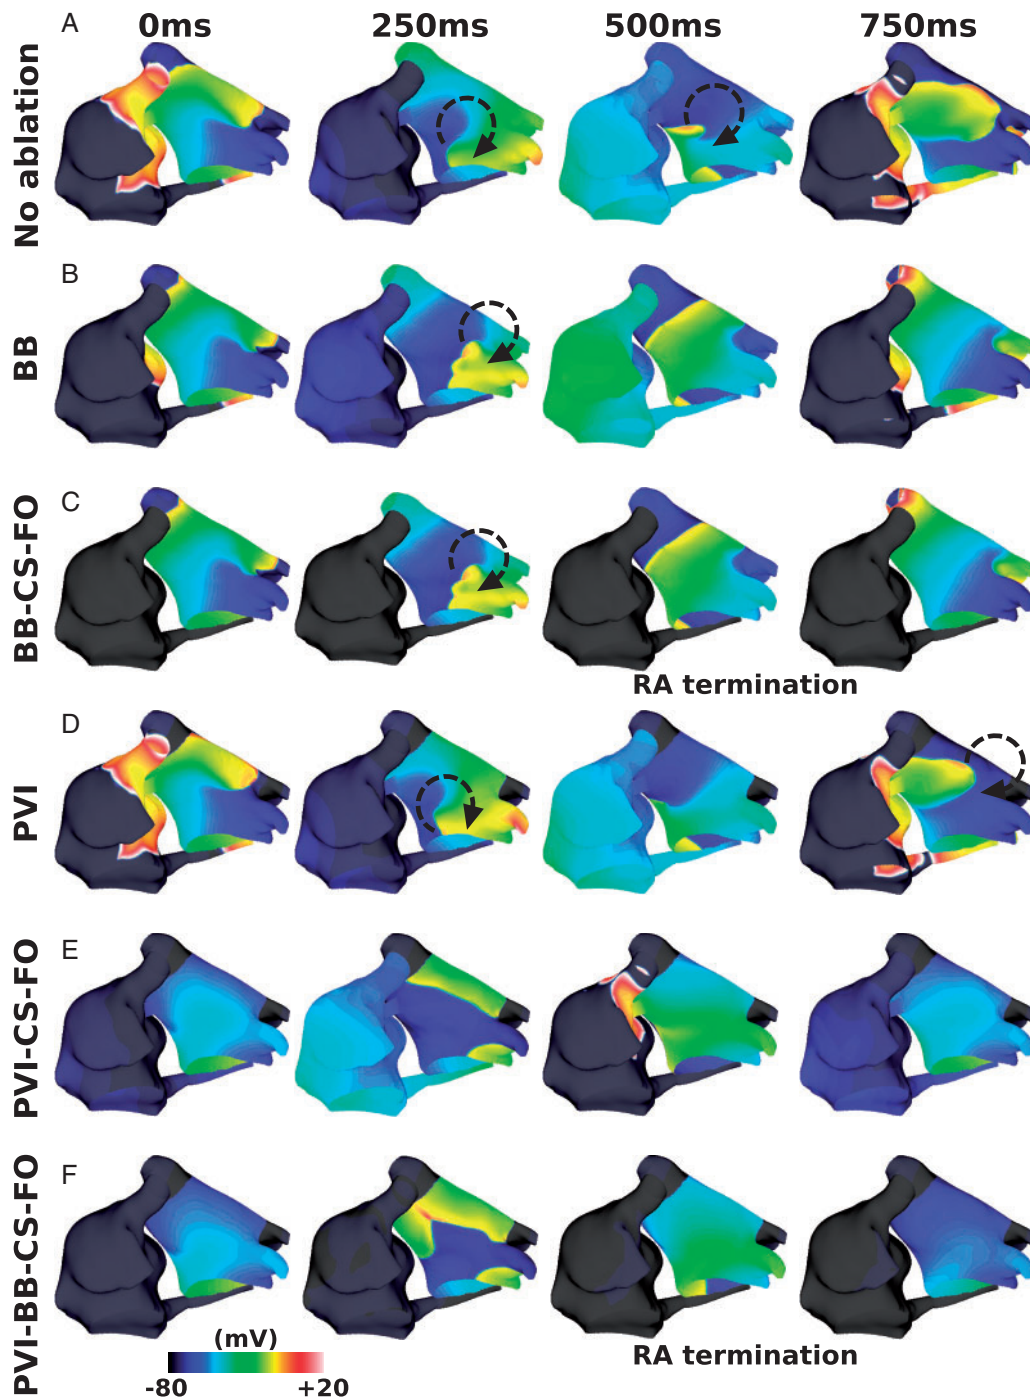 0ms 250ms 500ms 750ms
A
No ablation
B
BB
C
BB-CS-FO
RA termination
D
PVI
E
PVI-CS-FO
F
PVI-BB-CS-FO
RA termination
(mV)
-80 +20